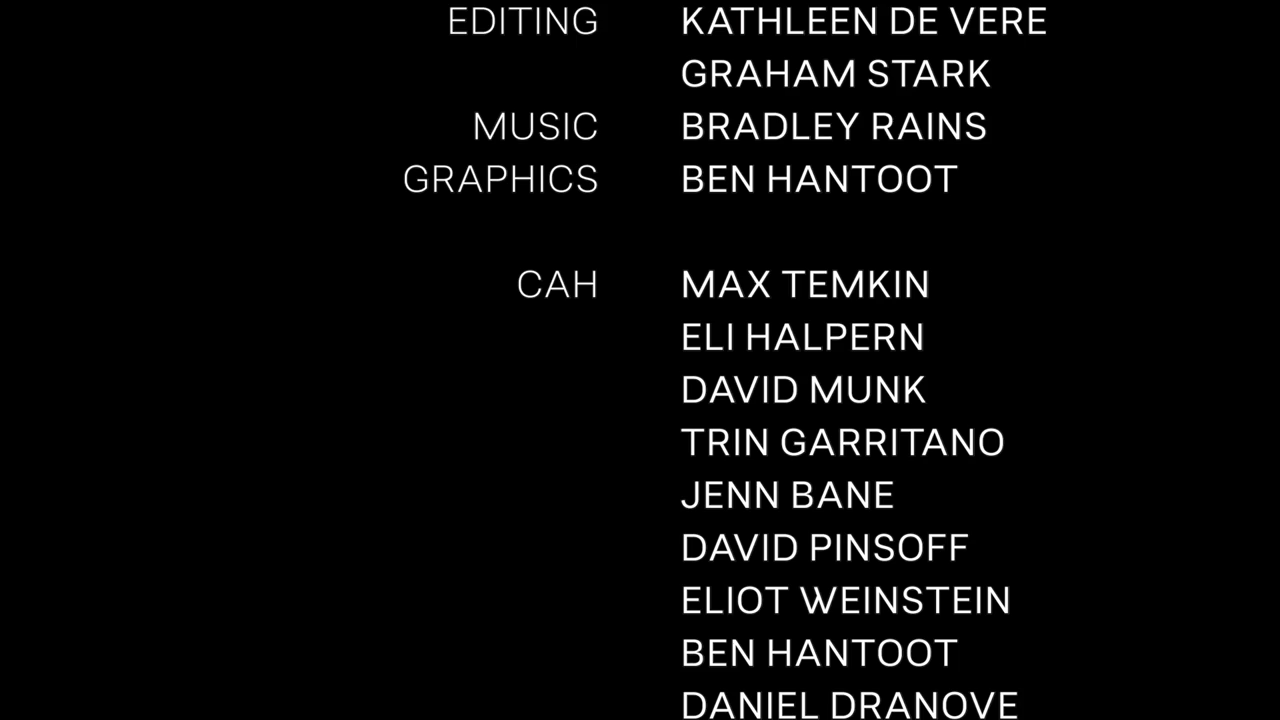 EDITING KATHLEEN DE VERE
GRAHAM STARK
MUSIC BRADLEY RAINS
GRAPHICS BEN HANTOOT
CAH MAX TEMKIN
ELI HALPERN
DAVID MUNK
TRIN GARRITANO
JENN BANE
DAVID PINSOFF
ELIOT WEINSTEIN
BEN HANTOOT
DANIEL DRANOVE